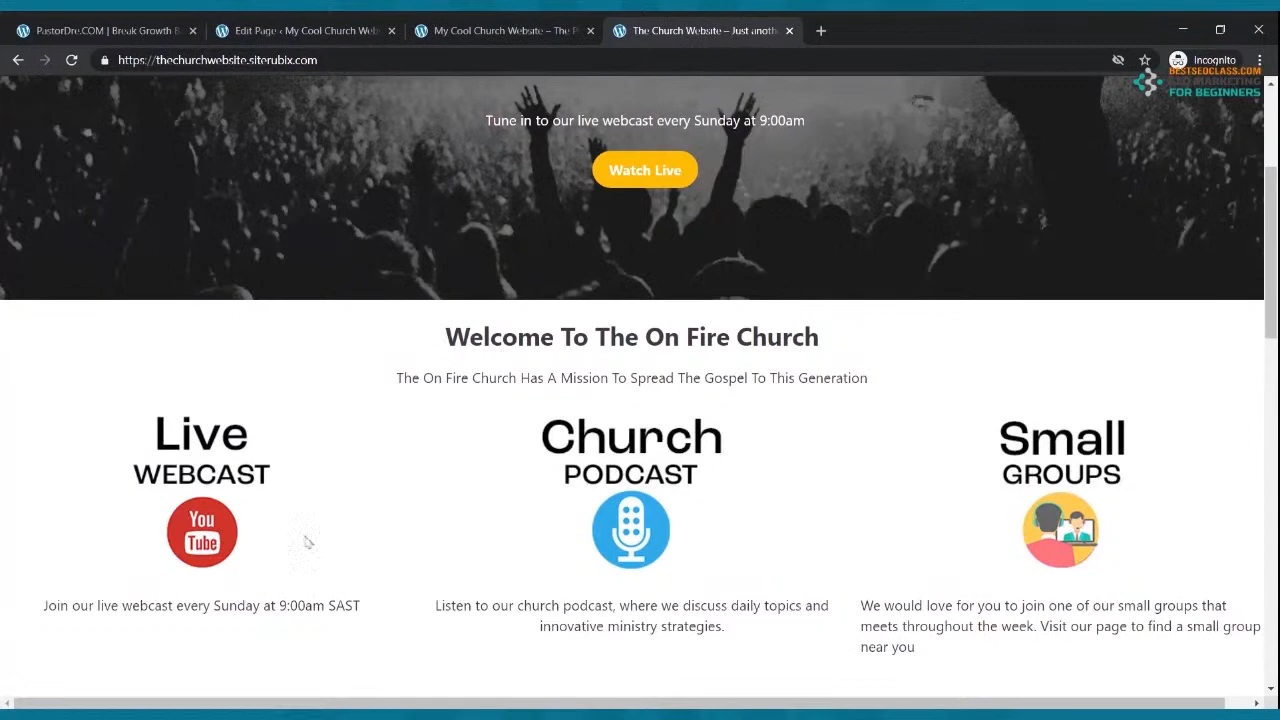 PastorDre.COM | Break Growth B
Edit Page ‹ My Cool Church Web
My Cool Church Website – The P
The Church Website – Just anoth
https://thechurchwebsite.siterubix.com
Incognito
BESTSEOCLASS.COM
SEO MARKETING
FOR BEGINNERS
Tune in to our live webcast every Sunday at 9:00am
Watch Live
Welcome To The On Fire Church
The On Fire Church Has A Mission To Spread The Gospel To This Generation
Live
WEBCAST
You
Tube
Join our live webcast every Sunday at 9:00am SAST
Church
PODCAST
Listen to our church podcast, where we discuss daily topics and
innovative ministry strategies.
Small
GROUPS
We would love for you to join one of our small groups that
meets throughout the week. Visit our page to find a small group
near you